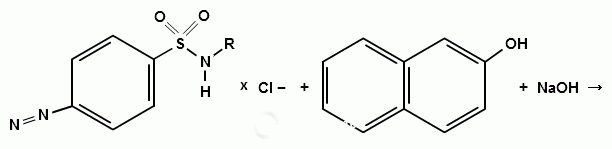 O O
S
R
N
H
N=N
x Cl –
+
OH
+ NaOH →